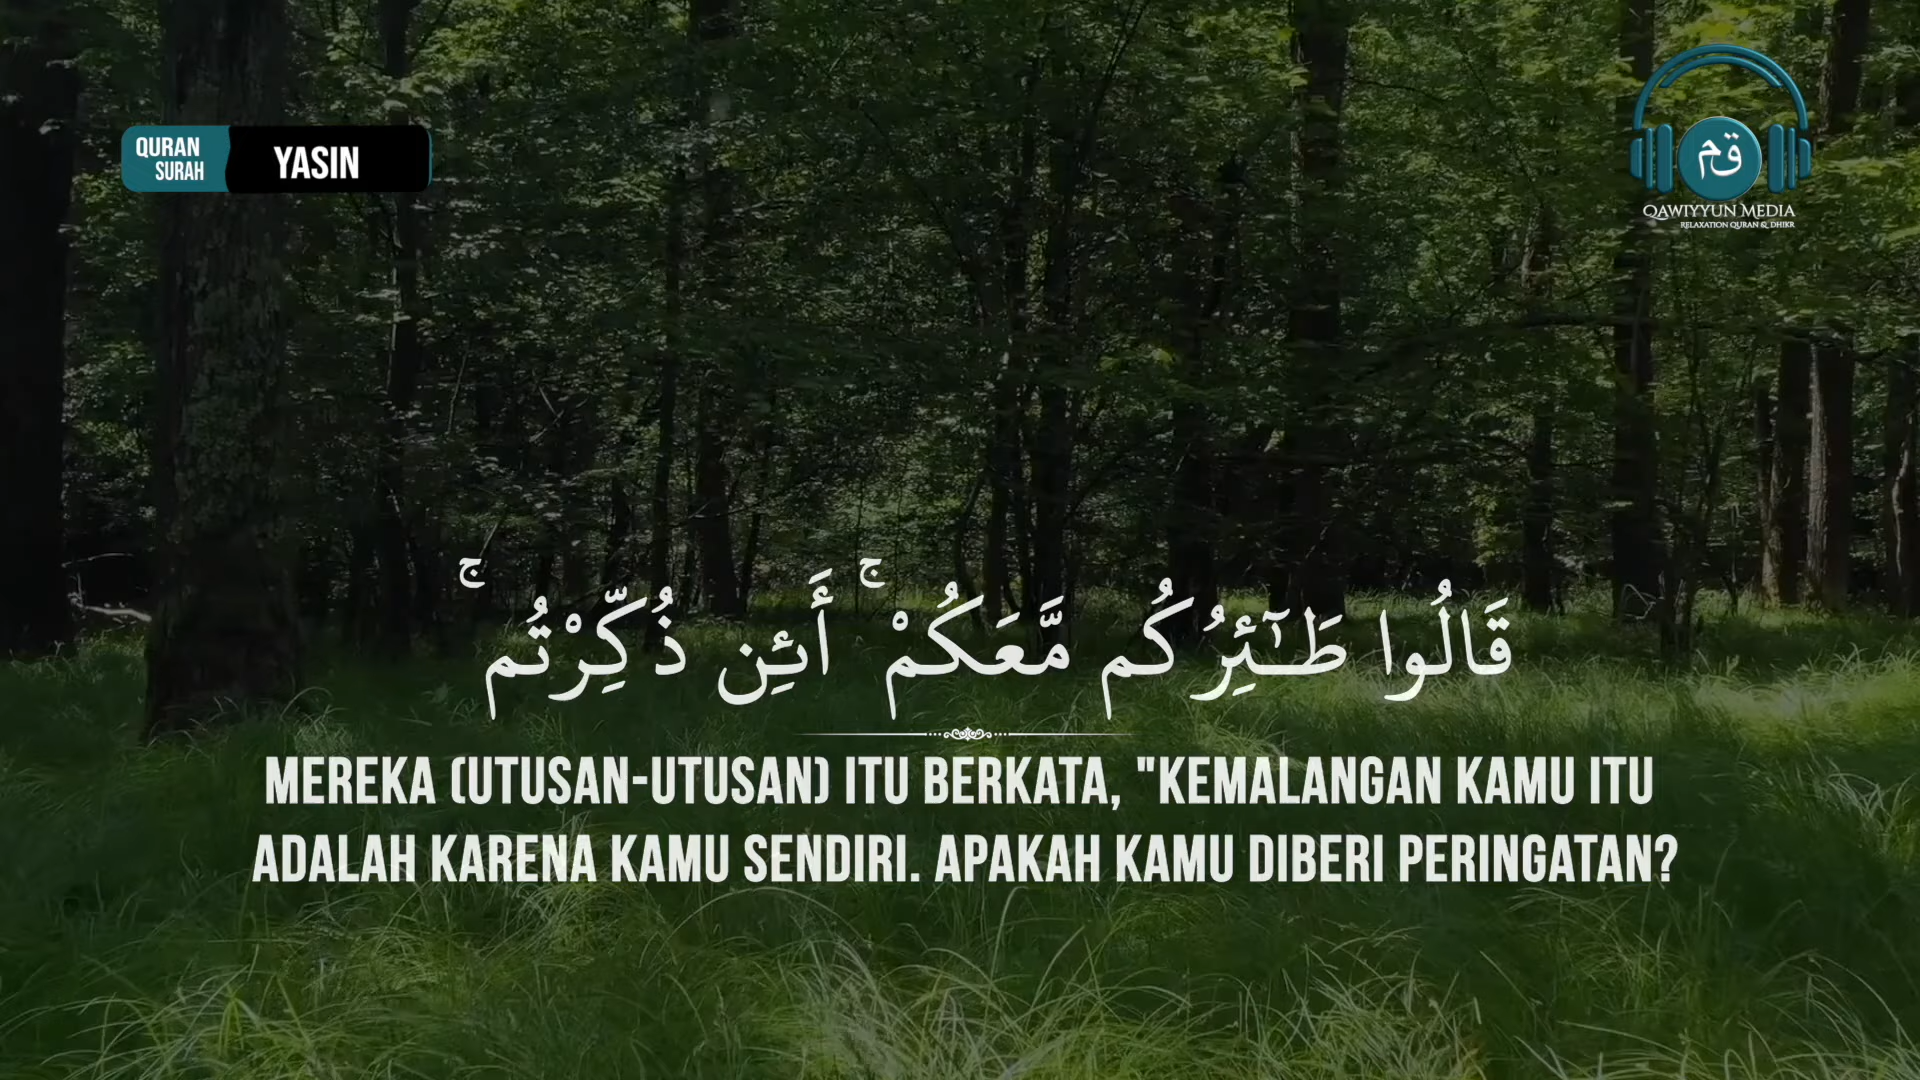 QURAN
SURAH
YASIN
قم
QAWIYYUN MEDIA
RELAXATION QURAN & DHIKR
قَالُوا طَـٰٓئِرُكُم مَّعَكُمْ ۚ أَئِن ذُكِّرْتُم ۚ
MEREKA (UTUSAN-UTUSAN) ITU BERKATA, "KEMALANGAN KAMU ITU
ADALAH KARENA KAMU SENDIRI. APAKAH KAMU DIBERI PERINGATAN?